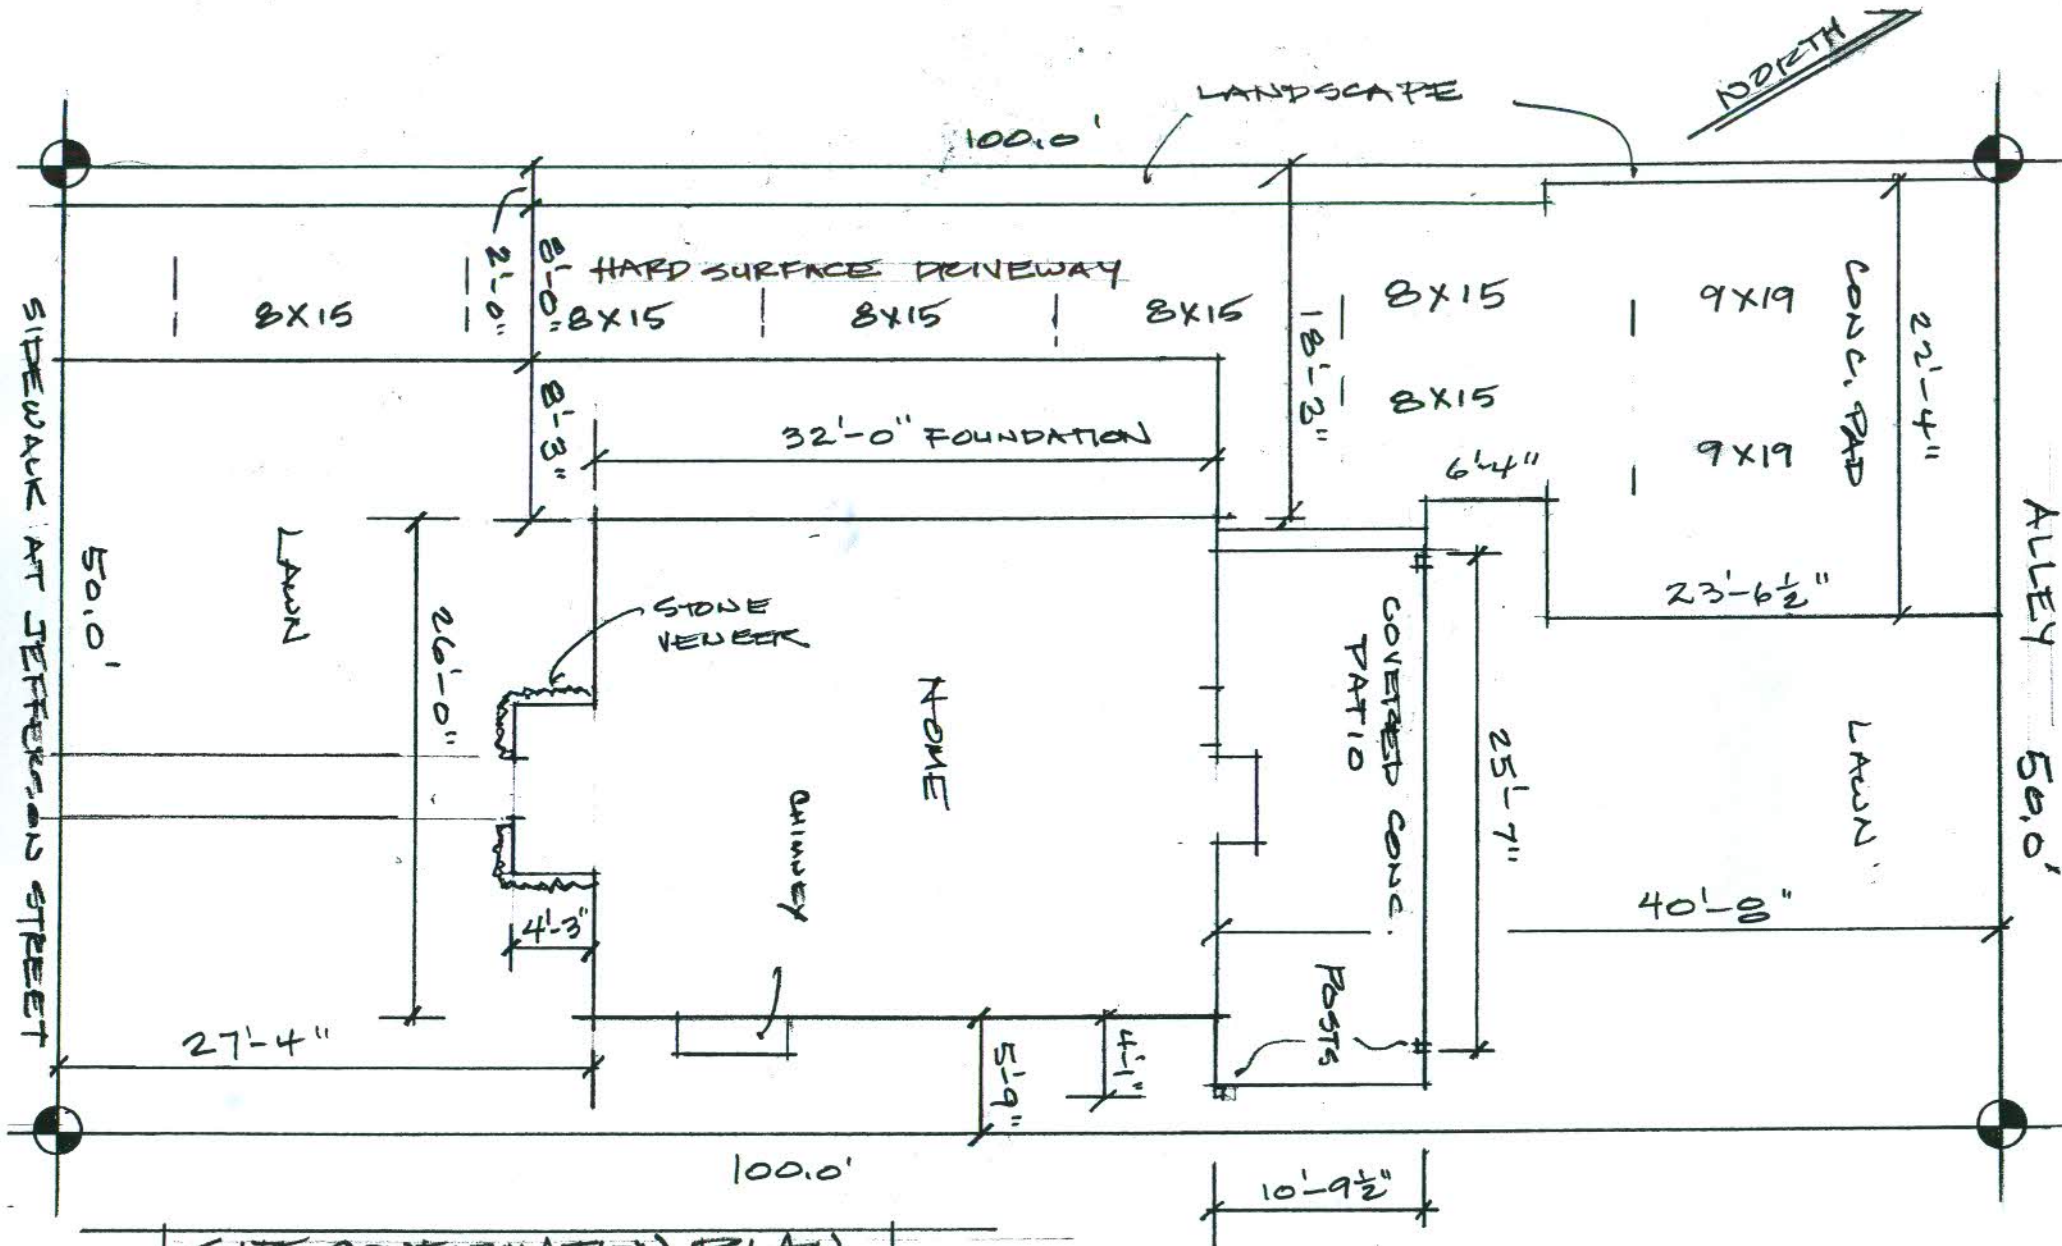 NORTH
LANDSCAPE
100.0'
2'-0"
8'-0"
HARD SURFACE DRIVEWAY
8X15
8X15
8X15
8X15
8X15
9X19
8X15
9X19
CONC. PAD
22'-4"
18'-3"
8'-3"
32'-0" FOUNDATION
6'-4"
23'-6½"
SIDEWALK AT JEFFERSON STREET
50.0'
LAWN
26'-0"
STONE
VENEER
HOME
CHIMNEY
COVERED CONC.
PATIO
25'-7"
LAWN
ALLEY 50.0'
40'-8"
4'-3"
POSTS
27'-4"
5'-9"
4'-1"
100.0'
10'-9½"
PLAN